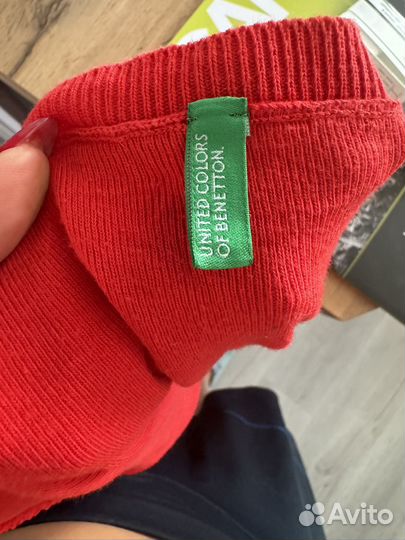 UNITED COLORS
OF BENETTON.
Avito